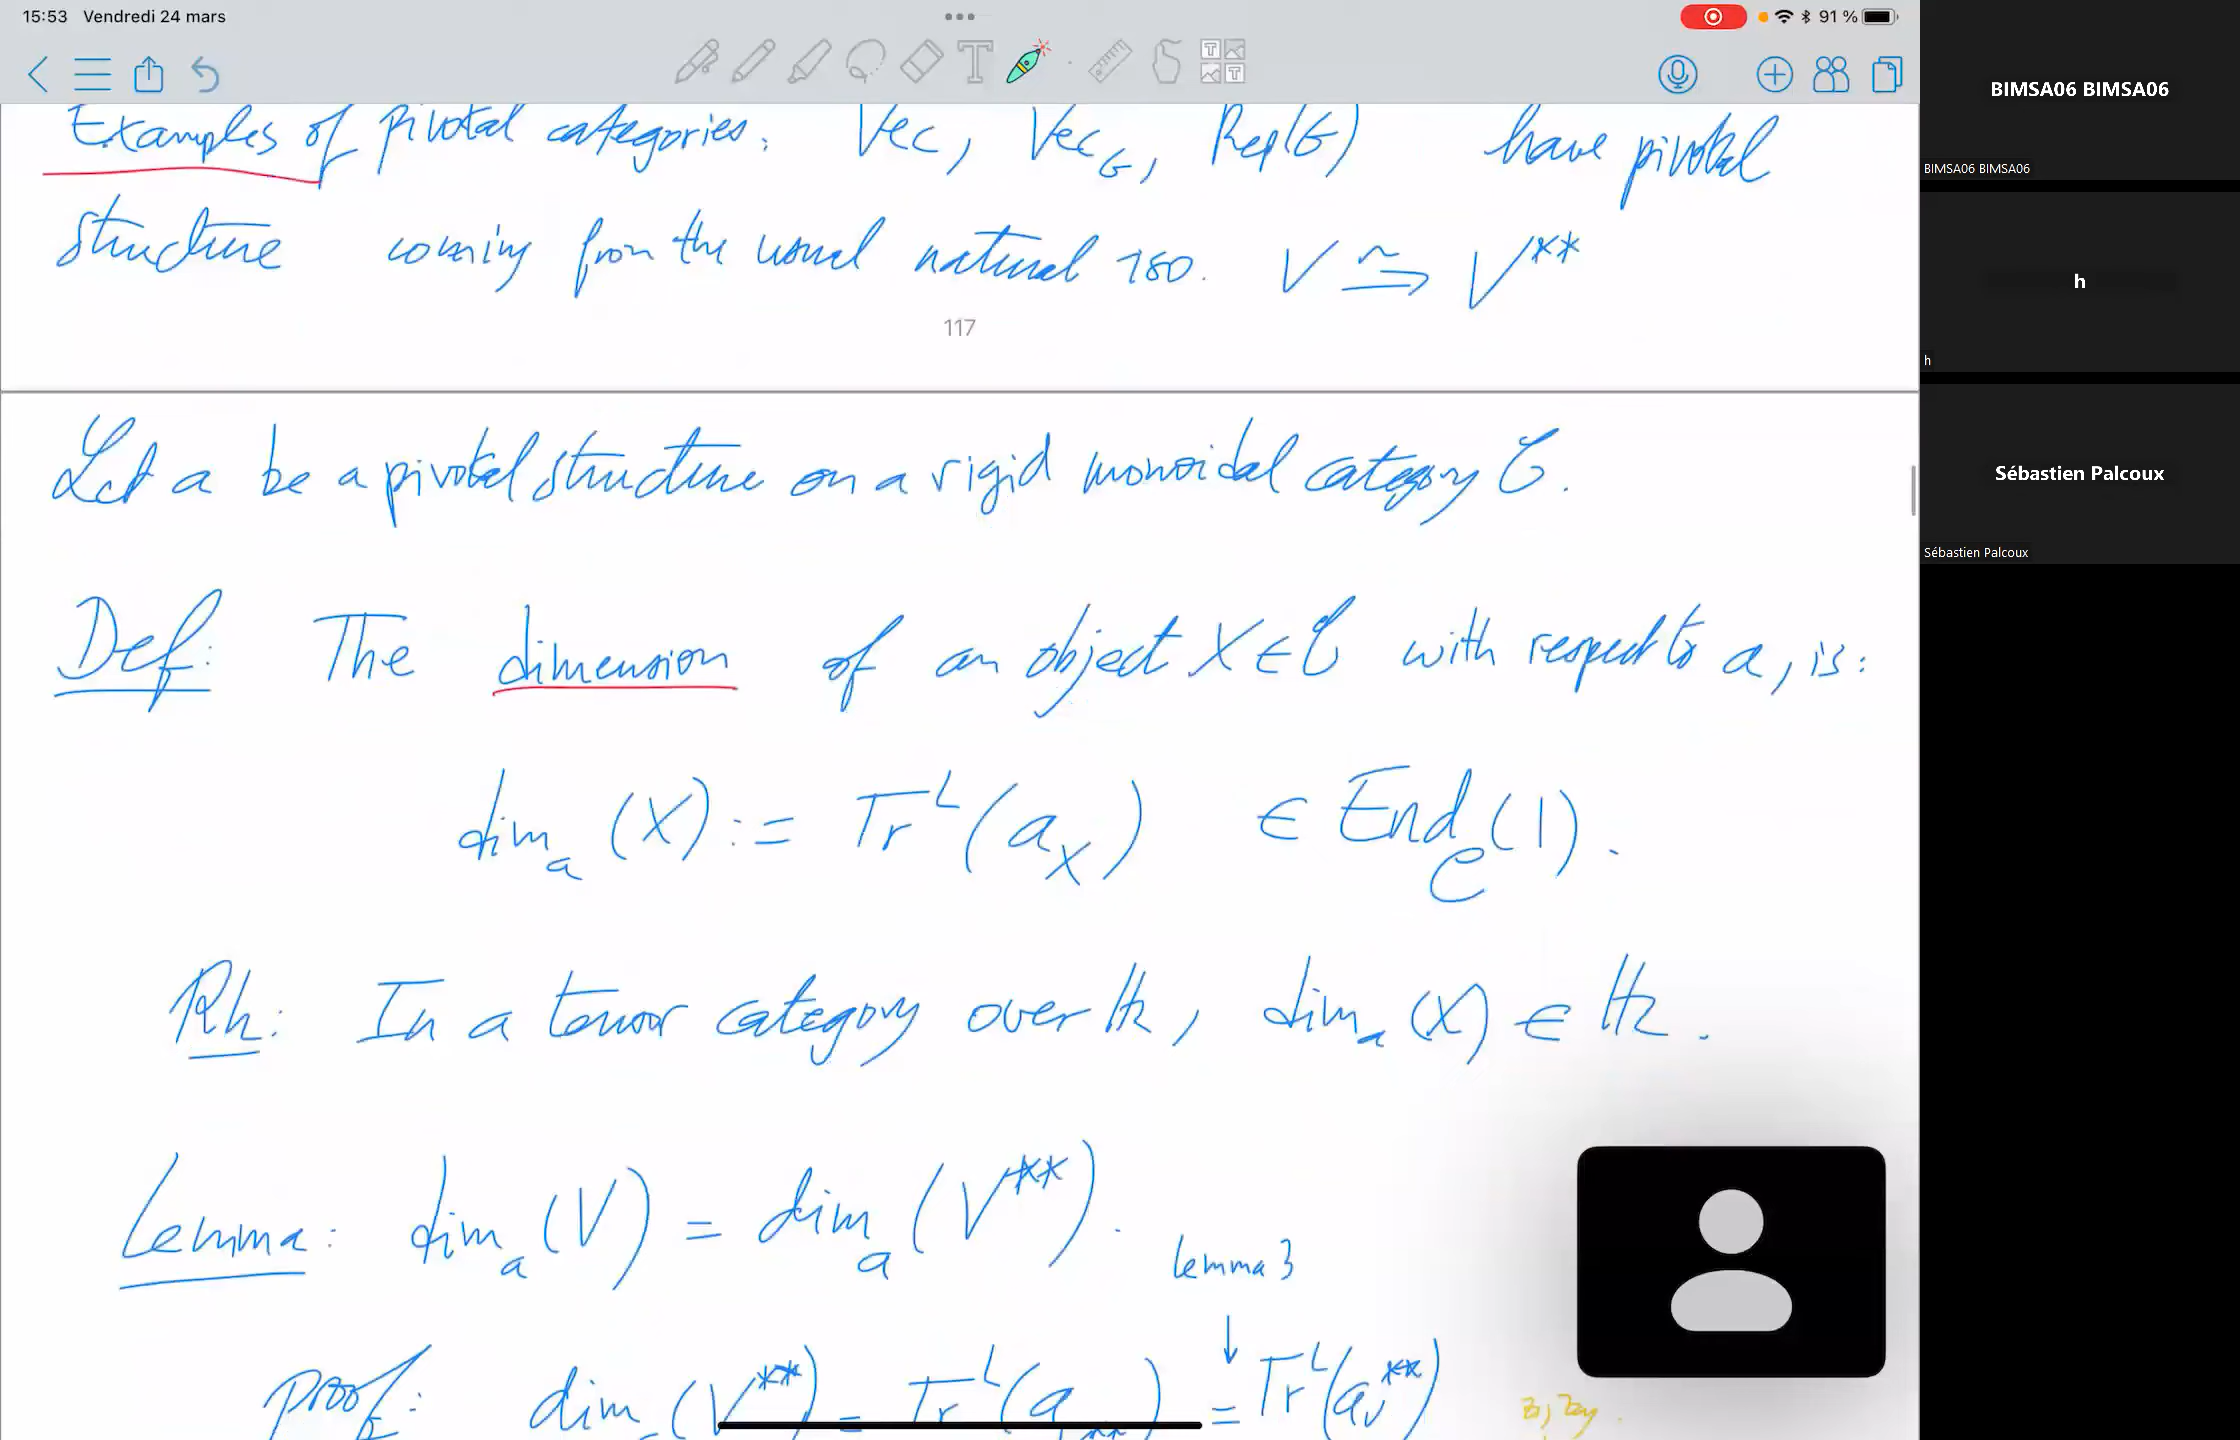 15:53 Vendredi 24 mars
91 %
Examples of pivotal categories: Vec, Vec_G, Rep(G) have pivotal
structure coming from the usual natural iso. V ⥲ V**
117
Let a be a pivotal structure on a rigid monoidal category C.
Def: The dimension of an object X ∈ C with respect to a, is:
dim_a (X) := Tr^L (a_X) ∈ End_C (1).
Rk: In a tensor category over k, dim_a (X) ∈ k.
Lemma: dim_a (V) = dim_a (V**).
Lemma 3
↓
Proof: dim (V**) = Tr^L (a ) = Tr^L (a_V**)
BIMSA06 BIMSA06
BIMSA06 BIMSA06
h
h
Sébastien Palcoux
Sébastien Palcoux